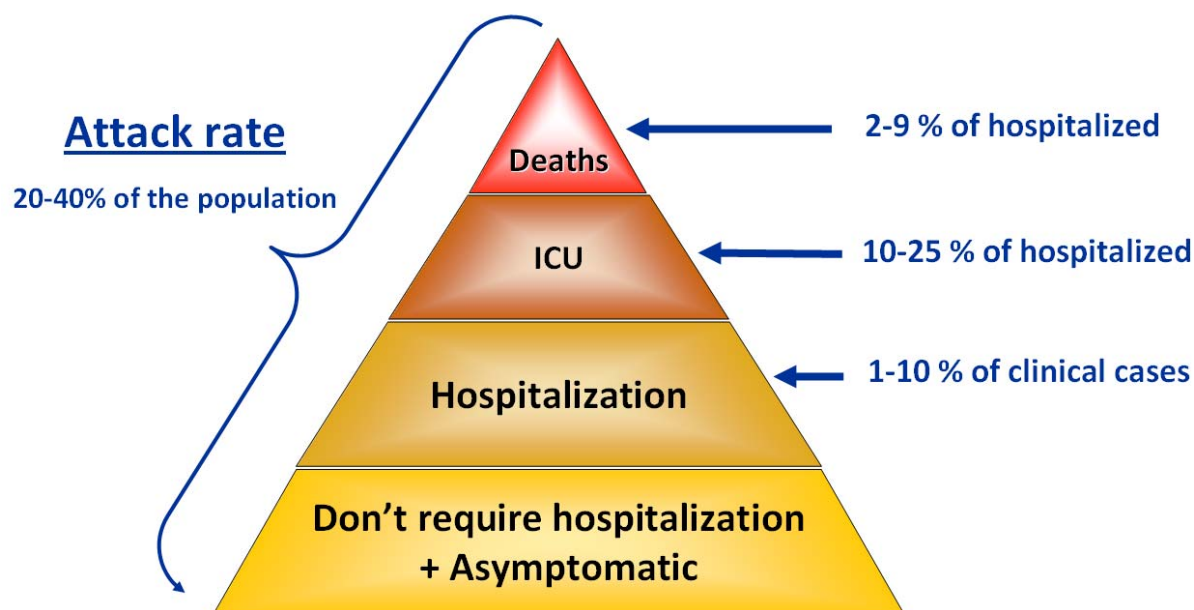 Attack rate
20-40% of the population
Deaths
2-9 % of hospitalized
ICU
10-25 % of hospitalized
Hospitalization
1-10 % of clinical cases
Don’t require hospitalization
+ Asymptomatic